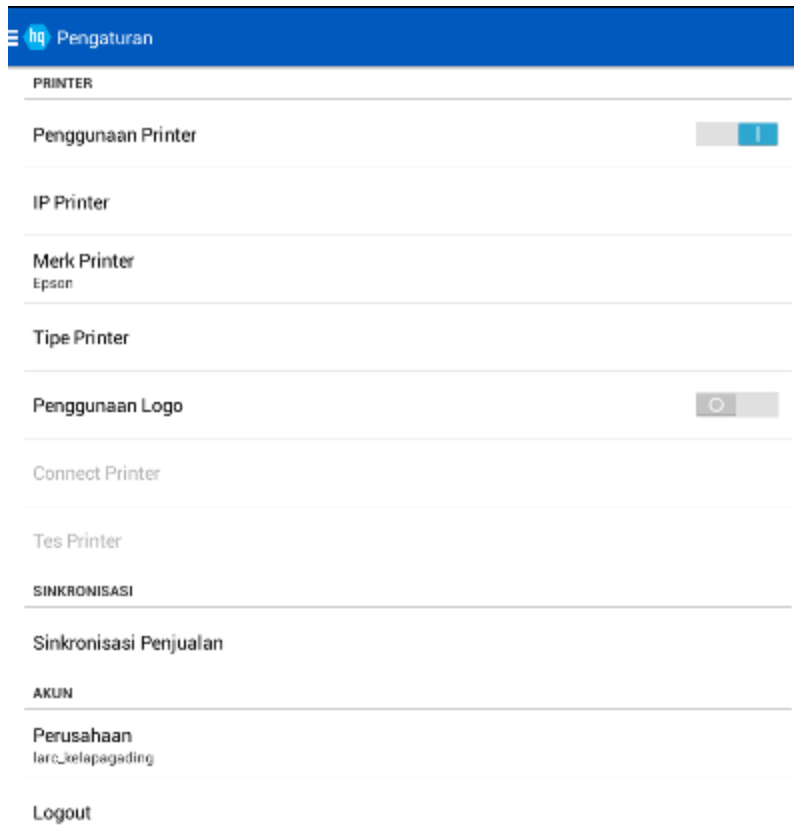 hq Pengaturan
PRINTER
Penggunaan Printer
IP Printer
Merk Printer
Epson
Tipe Printer
Penggunaan Logo
Connect Printer
Tes Printer
SINKRONISASI
Sinkronisasi Penjualan
AKUN
Perusahaan
larc_kelapagading
Logout